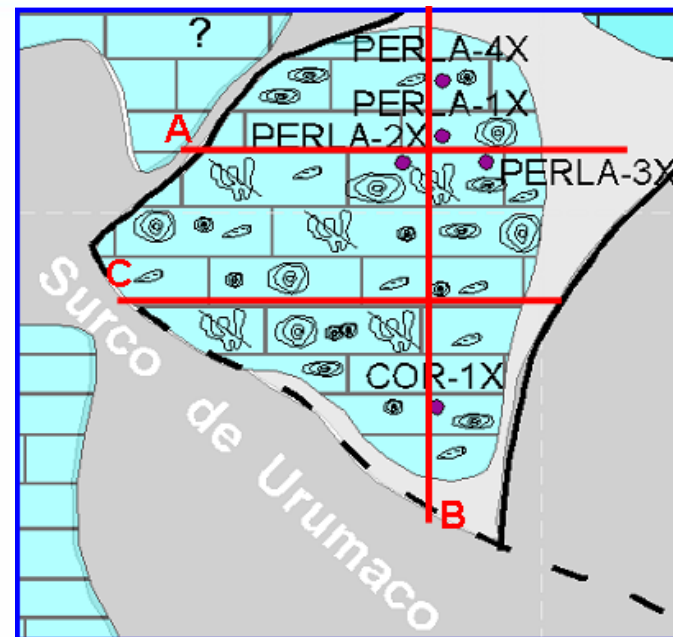 ?
PERLA-4X
PERLA-1X
A
PERLA-2X
PERLA-3X
C
COR-1X
Surco de Urumaco
B